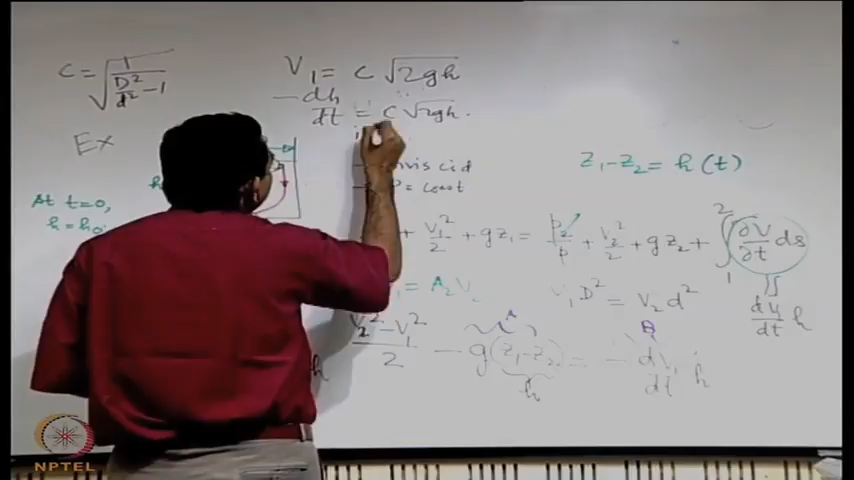 C = √(1/(D²/d² - 1))
V₁ = C √2gh
-dh/dt = C √2gh.
Ex
At t=0,
h = h₀
ρ = const
Z₁-Z₂ = h(t)
+ V₁²/2 + gz₁ = p₂/ρ + V₂²/2 + gz₂ + ∫₁² ∂V/∂t ds
= A₂V₂
V₁D² = V₂d²
dV₁/dt h
(V₂²-V₁²)/2 - g(z₁-z₂) = - dV₁/dt h
A
B
h
NPTEL